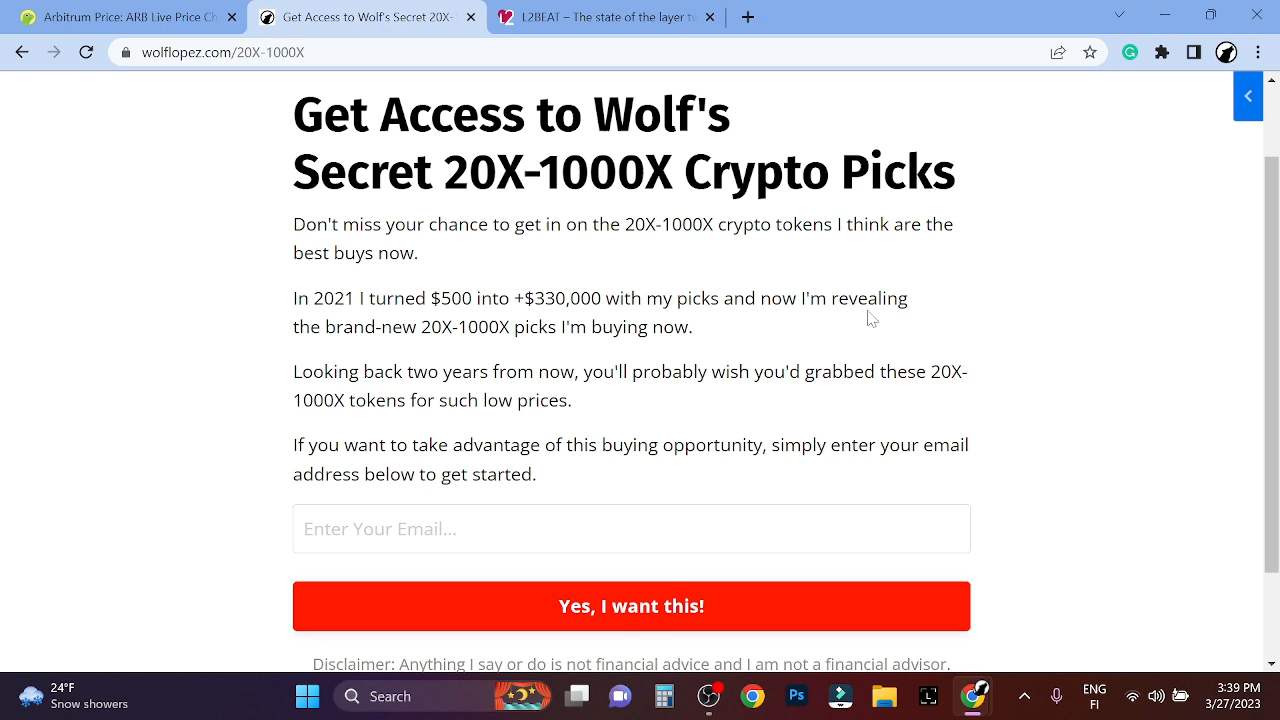 Arbitrum Price ARB Live Price Ch
Get Access to Wolf's Secret 20X-
L2BEAT – The state of the layer tw
wolflopez.com/20X-1000X
Get Access to Wolf's
Secret 20X-1000X Crypto Picks
Don't miss your chance to get in on the 20X-1000X crypto tokens I think are the
best buys now.
In 2021 I turned $500 into +$330,000 with my picks and now I'm revealing
the brand-new 20X-1000X picks I'm buying now.
Looking back two years from now, you'll probably wish you'd grabbed these 20X-
1000X tokens for such low prices.
If you want to take advantage of this buying opportunity, simply enter your email
address below to get started.
Enter Your Email...
Yes, I want this!
Disclaimer: Anything I say or do is not financial advice and I am not a financial advisor.
24°F
Snow showers
Search
Ps
ENG
FI
3:39 PM
3/27/2023